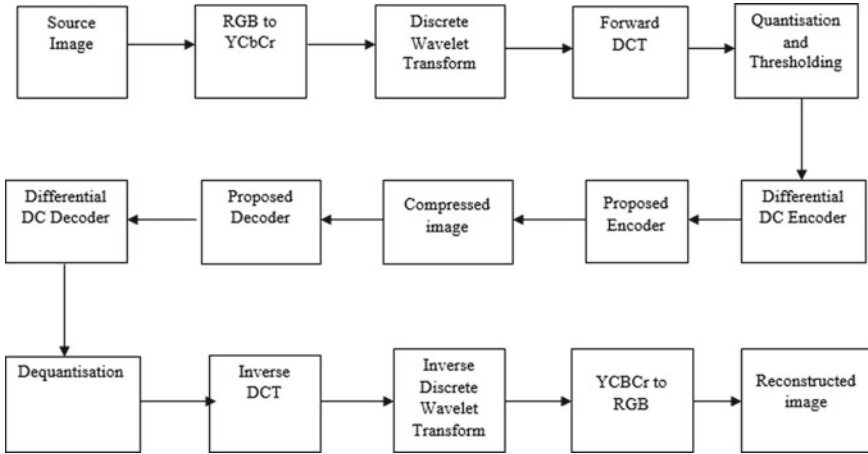 Source
Image
RGB to
YCbCr
Discrete
Wavelet
Transform
Forward
DCT
Quantisation
and
Thresholding
Differential
DC Decoder
Proposed
Decoder
Compressed
image
Proposed
Encoder
Differential
DC Encoder
Dequantisation
Inverse
DCT
Inverse
Discrete
Wavelet
Transform
YCBCr to
RGB
Reconstructed
image